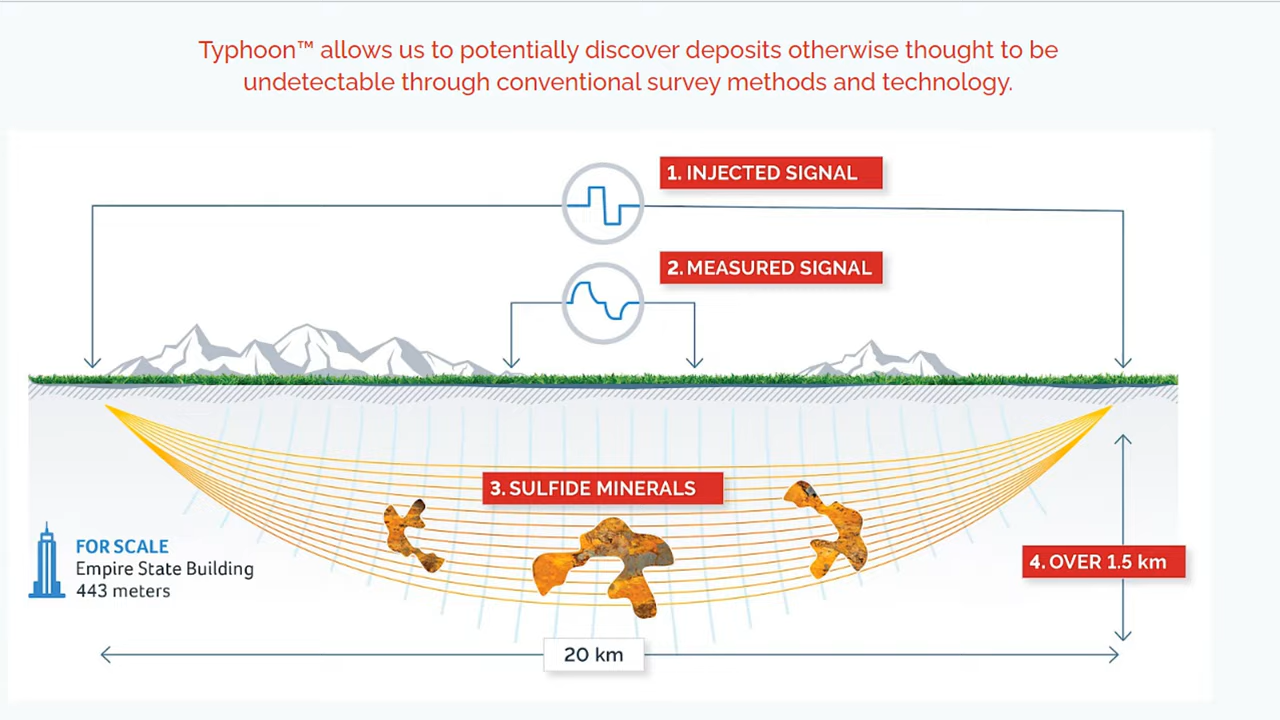 Typhoon™ allows us to potentially discover deposits otherwise thought to be
undetectable through conventional survey methods and technology.
1. INJECTED SIGNAL
2. MEASURED SIGNAL
3. SULFIDE MINERALS
FOR SCALE
Empire State Building
443 meters
4. OVER 1.5 km
20 km